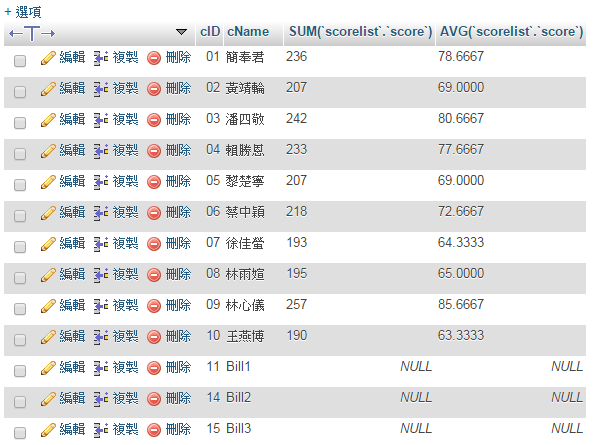 + 選項
←T→ cID cName SUM(`scorelist`.`score`) AVG(`scorelist`.`score`)
編輯 複製 刪除 01 簡奉君 236 78.6667
編輯 複製 刪除 02 黃靖輪 207 69.0000
編輯 複製 刪除 03 潘四敬 242 80.6667
編輯 複製 刪除 04 賴勝恩 233 77.6667
編輯 複製 刪除 05 黎楚寧 207 69.0000
編輯 複製 刪除 06 蔡中穎 218 72.6667
編輯 複製 刪除 07 徐佳螢 193 64.3333
編輯 複製 刪除 08 林雨媗 195 65.0000
編輯 複製 刪除 09 林心儀 257 85.6667
編輯 複製 刪除 10 王燕博 190 63.3333
編輯 複製 刪除 11 Bill1 NULL NULL
編輯 複製 刪除 14 Bill2 NULL NULL
編輯 複製 刪除 15 Bill3 NULL NULL